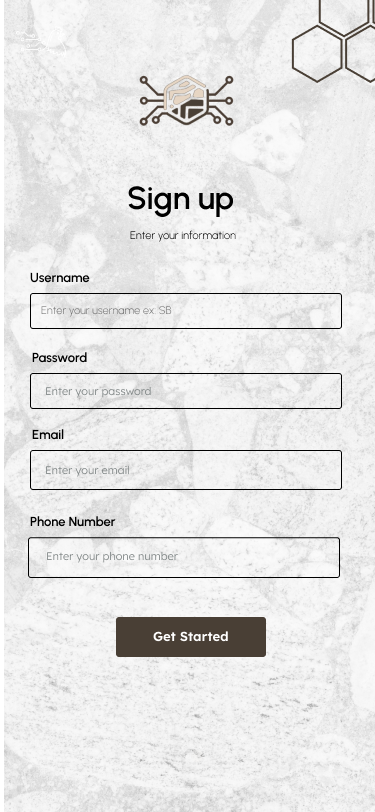 Sign up
Enter your information
Username
Enter your username ex: SB
Password
Enter your password
Email
Enter your email
Phone Number
Enter your phone number
Get Started